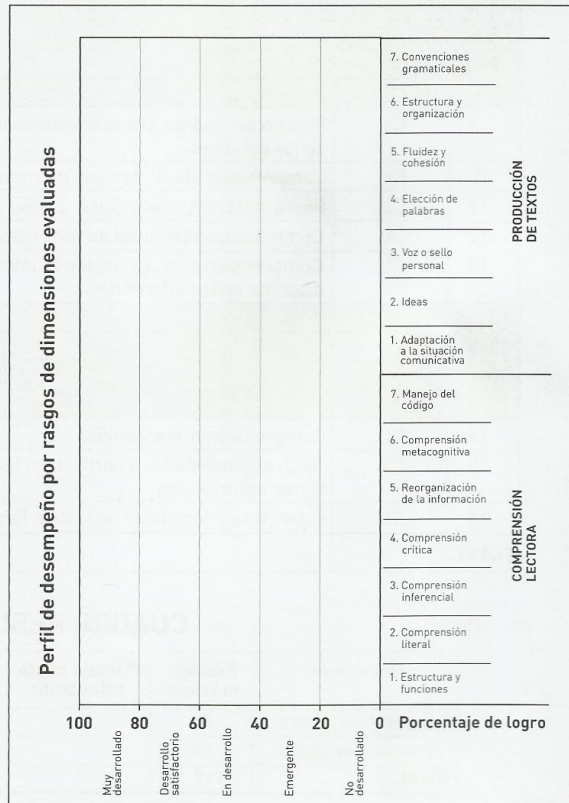 Perfil de desempeño por rasgos de dimensiones evaluadas
7. Convenciones
gramaticales
6. Estructura y
organización
5. Fluidez y
cohesión
4. Elección de
palabras
3. Voz o sello
personal
2. Ideas
1. Adaptación
a la situación
comunicativa
PRODUCCIÓN
DE TEXTOS
7. Manejo del
código
6. Comprensión
metacognitiva
5. Reorganización
de la información
4. Comprensión
crítica
3. Comprensión
inferencial
2. Comprensión
literal
1. Estructura y
funciones
COMPRENSIÓN
LECTORA
100 80 60 40 20 0 Porcentaje de logro
Muy
desarrollado
Desarrollo
satisfactorio
En desarrollo
Emergente
No
desarrollado